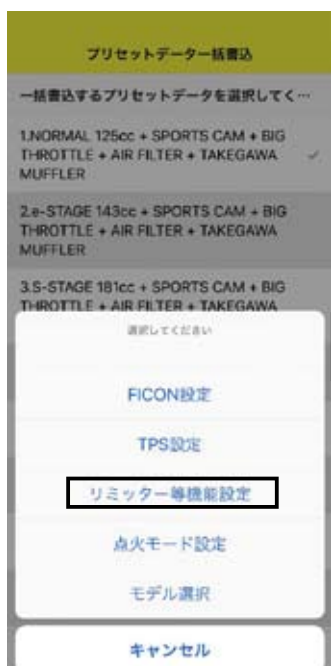 プリセットデータ一括書込
一括書込するプリセットデータを選択してく…
1.NORMAL 125cc + SPORTS CAM + BIG
THROTTLE + AIR FILTER + TAKEGAWA
MUFFLER
2.e-STAGE 143cc + SPORTS CAM + BIG
THROTTLE + AIR FILTER + TAKEGAWA
MUFFLER
3.S-STAGE 181cc + SPORTS CAM + BIG
THROTTLE + AIR FILTER + TAKEGAWA
選択してください
FICON設定
TPS設定
リミッター等機能設定
点火モード設定
モデル選択
キャンセル